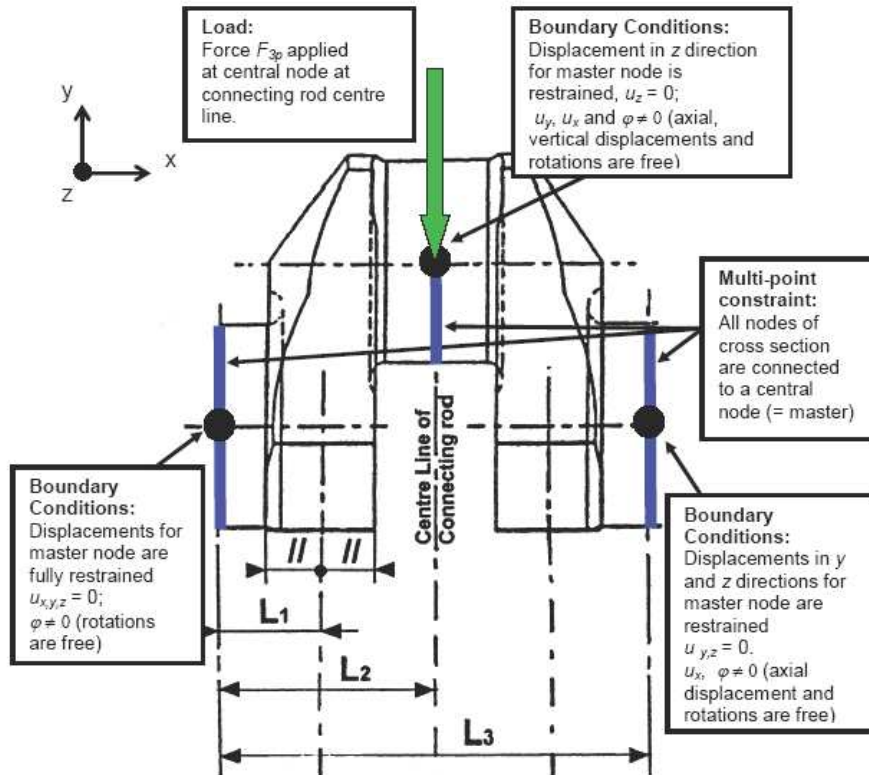 Load:
Force F3p applied
at central node at
connecting rod centre
line.
Boundary Conditions:
Displacement in z direction
for master node is
restrained, uz = 0;
uy, ux and φ ≠ 0 (axial,
vertical displacements and
rotations are free)
y
x
z
Multi-point
constraint:
All nodes of
cross section
are connected
to a central
node (= master)
Centre Line of
Connecting rod
Boundary
Conditions:
Displacements for
master node are
fully restrained
ux,y,z = 0;
φ ≠ 0 (rotations
are free)
Boundary
Conditions:
Displacements in y
and z directions for
master node are
restrained
u y,z = 0.
ux, φ ≠ 0 (axial
displacement and
rotations are free)
// //
L1
L2
L3